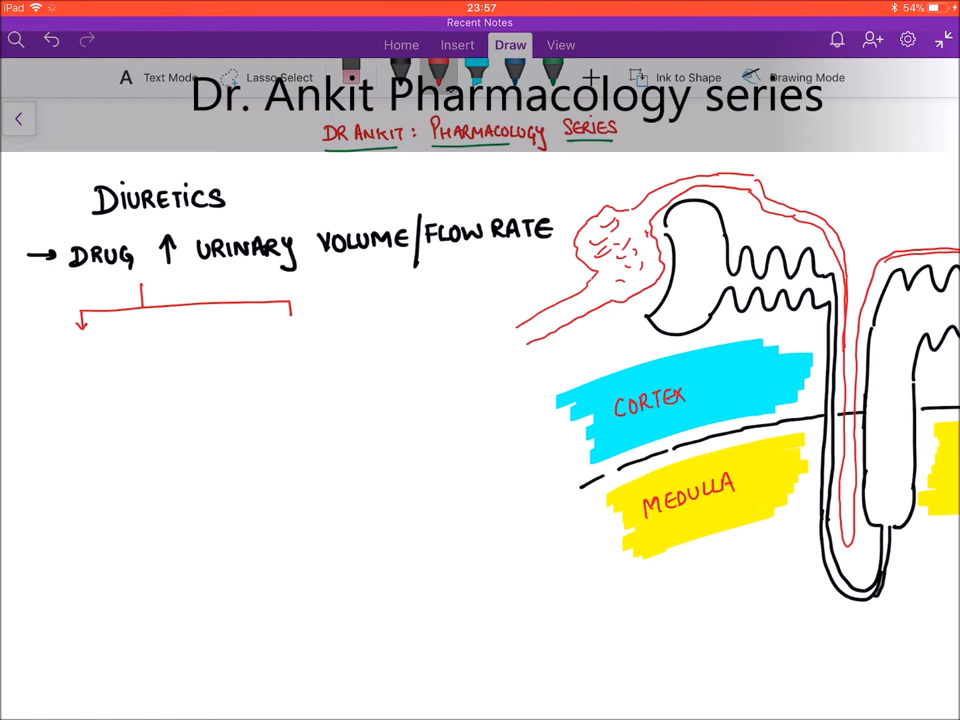 iPad 23:57 54%
Recent Notes
Home Insert Draw View
Text Mode Lasso Select Ink to Shape Drawing Mode
Dr. Ankit Pharmacology series
DR ANKIT : PHARMACOLOGY SERIES
DIURETICS
→ DRUG ↑ URINARY VOLUME/FLOW RATE
CORTEX
MEDULLA